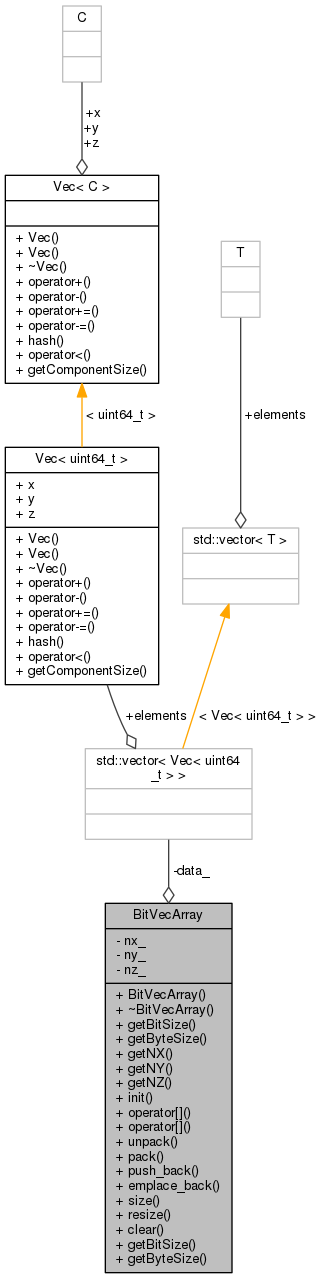 C
+x
+y
+z
Vec< C >
+ Vec()
+ Vec()
+ ~Vec()
+ operator+()
+ operator-()
+ operator+=()
+ operator-=()
+ hash()
+ operator<()
+ getComponentSize()
T
< uint64_t >
+elements
Vec< uint64_t >
+ x
+ y
+ z
+ Vec()
+ Vec()
+ ~Vec()
+ operator+()
+ operator-()
+ operator+=()
+ operator-=()
+ hash()
+ operator<()
+ getComponentSize()
std::vector< T >
+elements
< Vec< uint64_t > >
std::vector< Vec< uint64
_t > >
-data_
BitVecArray
- nx_
- ny_
- nz_
+ BitVecArray()
+ ~BitVecArray()
+ getBitSize()
+ getByteSize()
+ getNX()
+ getNY()
+ getNZ()
+ init()
+ operator[]()
+ operator[]()
+ unpack()
+ pack()
+ push_back()
+ emplace_back()
+ size()
+ resize()
+ clear()
+ getBitSize()
+ getByteSize()